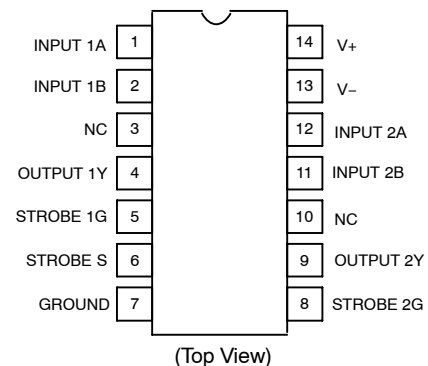 INPUT 1A 1 14 V+
INPUT 1B 2 13 V−
NC 3 12 INPUT 2A
OUTPUT 1Y 4 11 INPUT 2B
STROBE 1G 5 10 NC
STROBE S 6 9 OUTPUT 2Y
GROUND 7 8 STROBE 2G
(Top View)